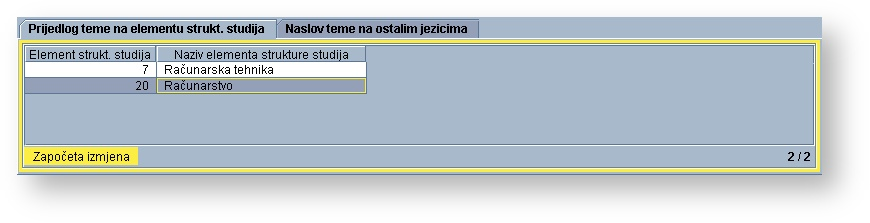 Prijedlog teme na elementu strukt. studija Naslov teme na ostalim jezicima
Element strukt. studija Naziv elementa strukture studija
7 Računarska tehnika
20 Računarstvo
Započeta izmjena 2 / 2